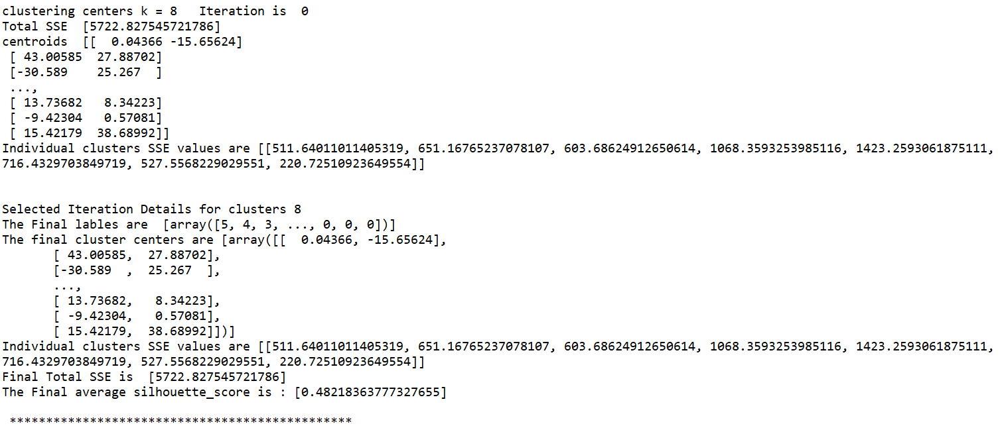 clustering centers k = 8   Iteration is  0
Total SSE  [5722.827545721786]
centroids  [[  0.04366 -15.65624]
 [ 43.00585  27.88702]
 [-30.589    25.267  ]
 ...,
 [ 13.73682   8.34223]
 [ -9.42304   0.57081]
 [ 15.42179  38.68992]]
Individual clusters SSE values are [[511.64011011405319, 651.16765237078107, 603.68624912650614, 1068.3593253985116, 1423.2593061875111,
716.4329703849719, 527.5568229029551, 220.72510923649554]]
Selected Iteration Details for clusters 8
The Final lables are  [array([5, 4, 3, ..., 0, 0, 0])]
The final cluster centers are [array([[  0.04366, -15.65624],
       [ 43.00585,  27.88702],
       [-30.589  ,  25.267  ],
       ...,
       [ 13.73682,   8.34223],
       [ -9.42304,   0.57081],
       [ 15.42179,  38.68992]])]
Individual clusters SSE values are [[511.64011011405319, 651.16765237078107, 603.68624912650614, 1068.3593253985116, 1423.2593061875111,
716.4329703849719, 527.5568229029551, 220.72510923649554]]
Final Total SSE is  [5722.827545721786]
The Final average silhouette_score is : [0.48218363777327655]
 ***********************************************